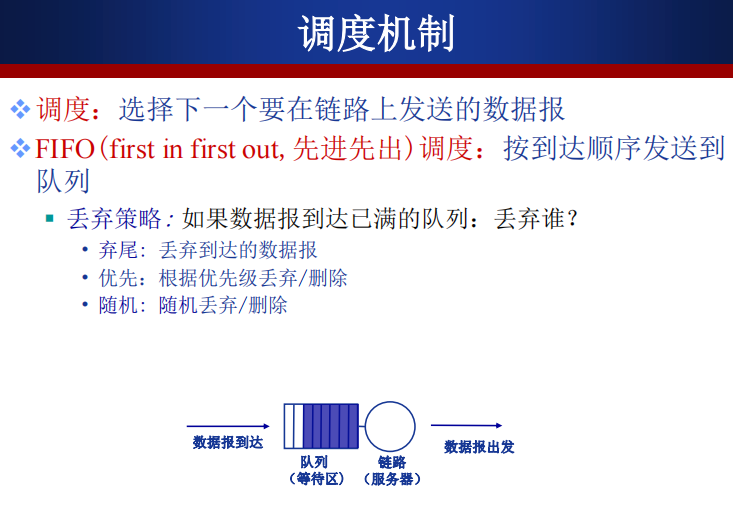 调度机制
调度：选择下一个要在链路上发送的数据报
FIFO(first in first out,先进先出)调度：按到达顺序发送到
队列
丢弃策略：如果数据报到达已满的队列：丢弃谁？
弃尾：丢弃到达的数据报
优先：根据优先级丢弃/删除
随机：随机丢弃/删除
数据报到达
队列
（等待区）
链路
（服务器）
数据报出发